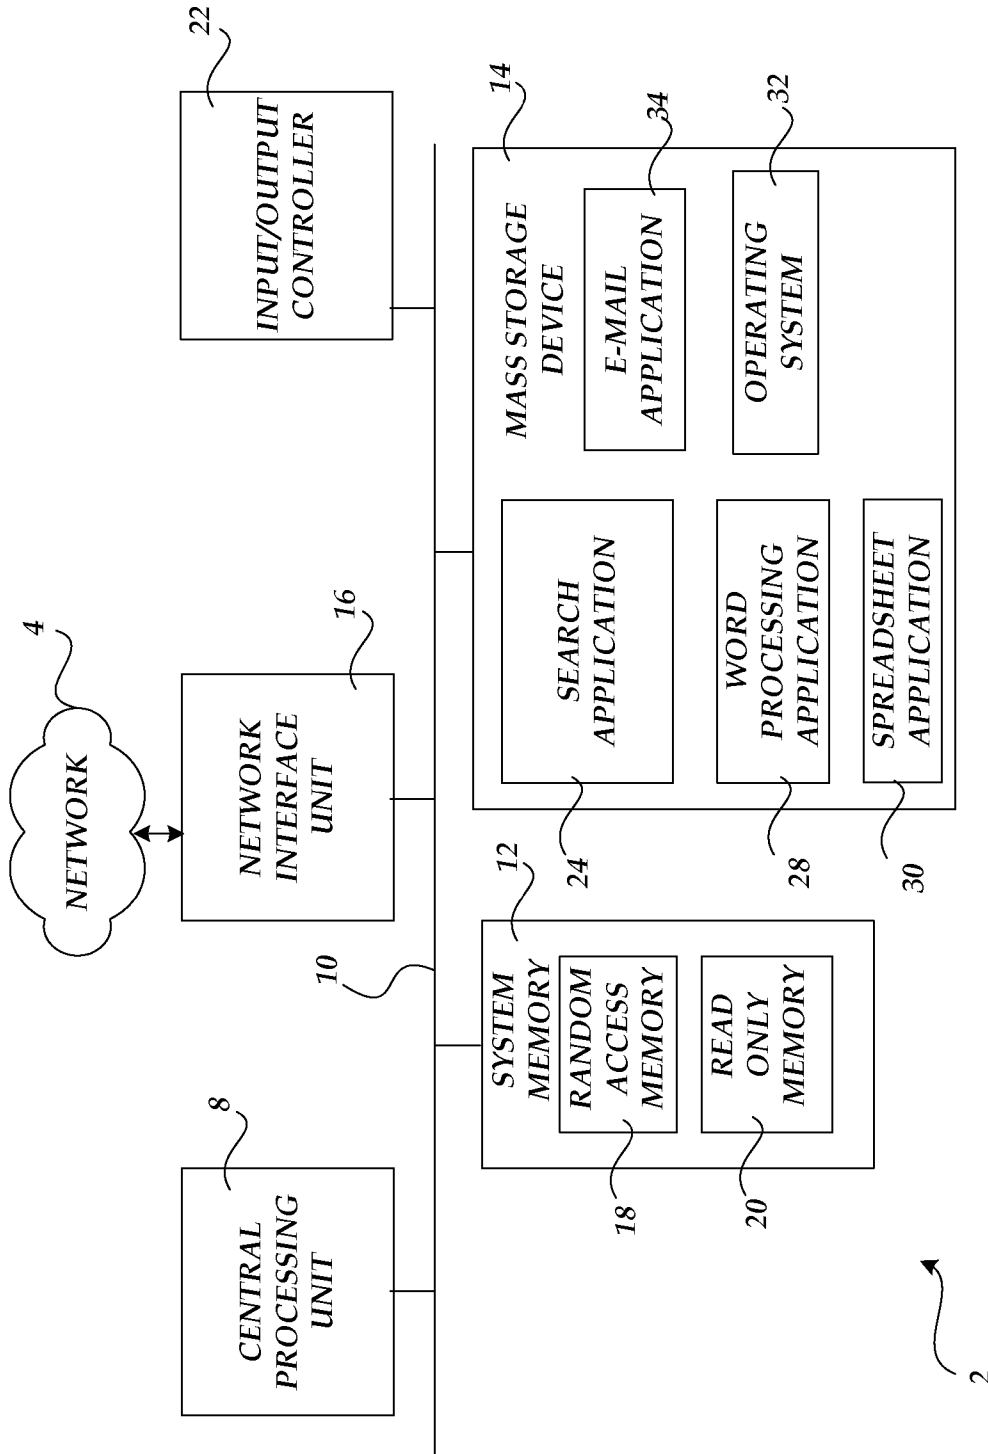 NETWORK
4
CENTRAL
PROCESSING
UNIT
8
NETWORK
INTERFACE
UNIT
16
INPUT/OUTPUT
CONTROLLER
22
10
SYSTEM
MEMORY
12
RANDOM
ACCESS
MEMORY
18
READ
ONLY
MEMORY
20
MASS STORAGE
DEVICE
14
SEARCH
APPLICATION
24
E-MAIL
APPLICATION
34
WORD
PROCESSING
APPLICATION
28
OPERATING
SYSTEM
32
SPREADSHEET
APPLICATION
30
2